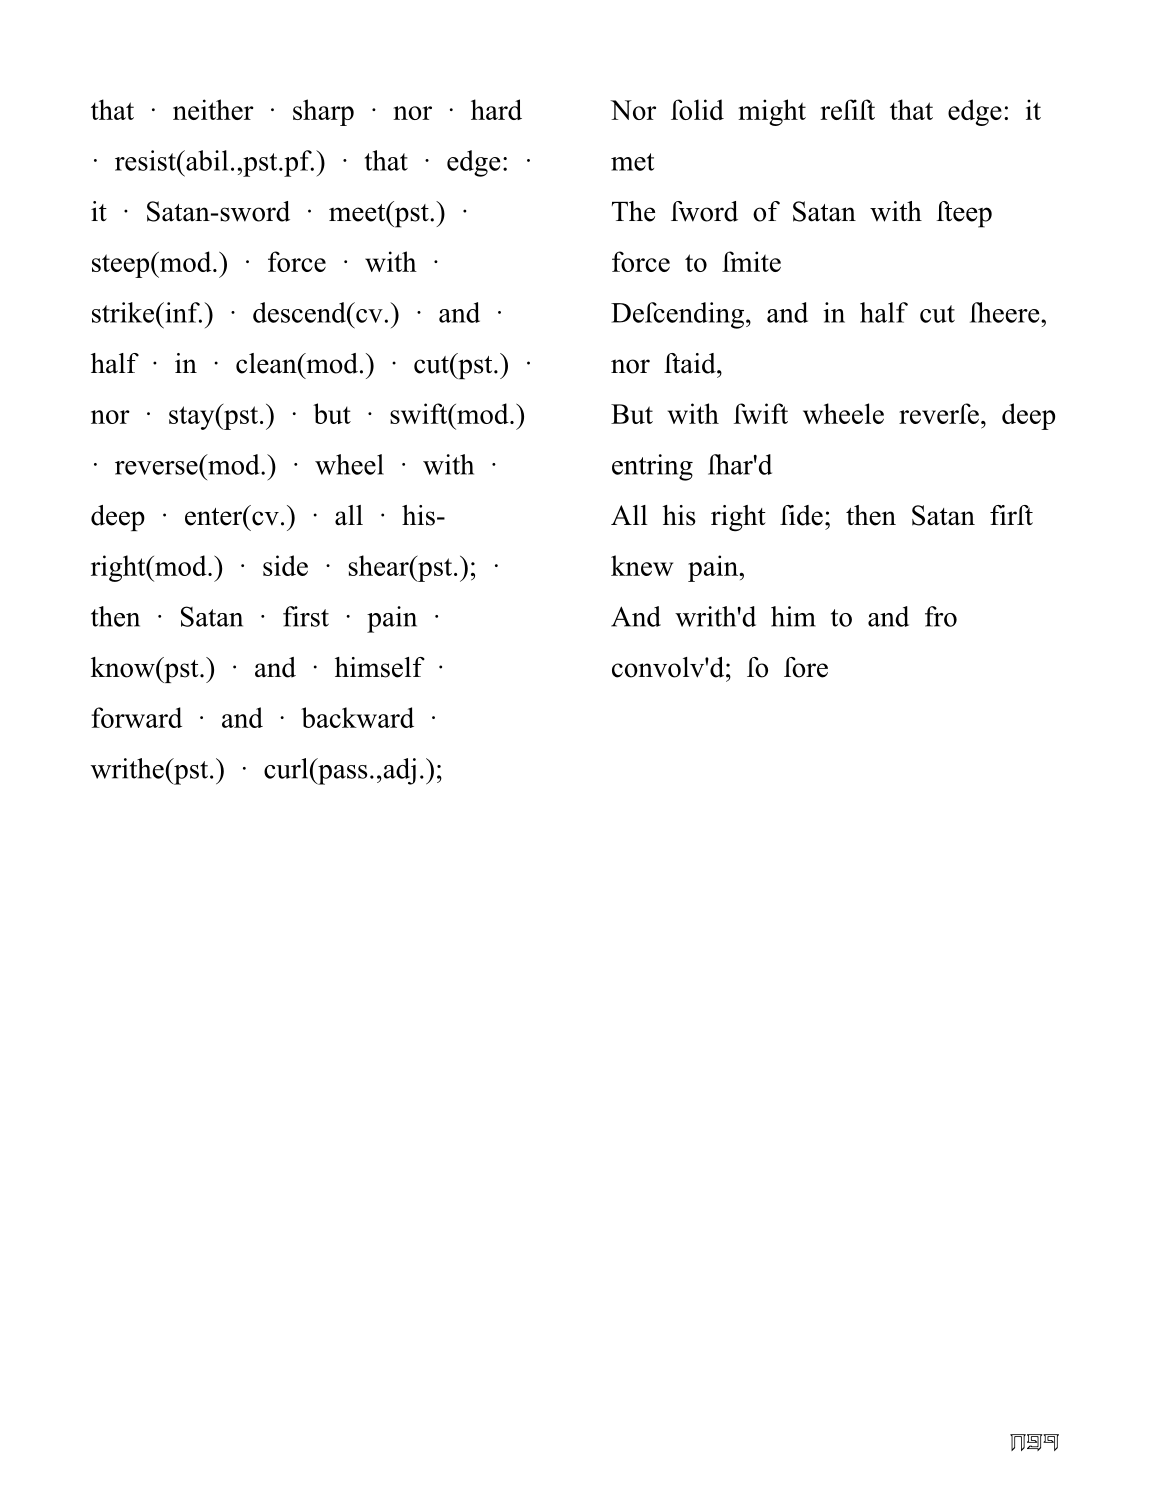 that · neither · sharp · nor · hard
· resist(abil.,pst.pf.) · that · edge: ·
it · Satan-sword · meet(pst.) ·
steep(mod.) · force · with ·
strike(inf.) · descend(cv.) · and ·
half · in · clean(mod.) · cut(pst.) ·
nor · stay(pst.) · but · swift(mod.)
· reverse(mod.) · wheel · with ·
deep · enter(cv.) · all · his-
right(mod.) · side · shear(pst.); ·
then · Satan · first · pain ·
know(pst.) · and · himself ·
forward · and · backward ·
writhe(pst.) · curl(pass.,adj.);
Nor ſolid might reſiſt that edge: it
met
The ſword of Satan with ſteep
force to ſmite
Deſcending, and in half cut ſheere,
nor ſtaid,
But with ſwift wheele reverſe, deep
entring ſhar'd
All his right ſide; then Satan firſt
knew pain,
And writh'd him to and fro
convolv'd; ſo ſore